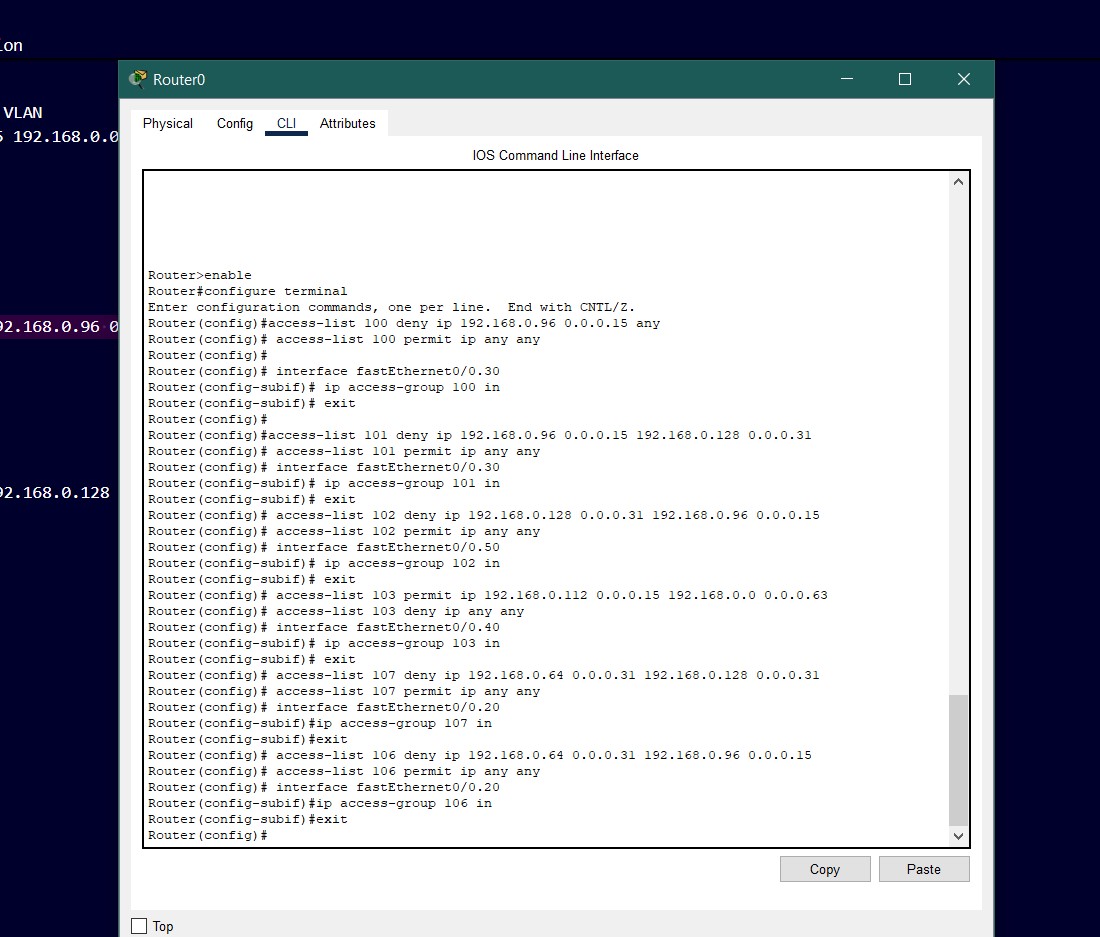 ion
Router0
VLAN
192.168.0.0
Physical Config CLI Attributes
IOS Command Line Interface
Router>enable
Router#configure terminal
Enter configuration commands, one per line.  End with CNTL/Z.
Router(config)#access-list 100 deny ip 192.168.0.96 0.0.0.15 any
Router(config)# access-list 100 permit ip any any
Router(config)#
Router(config)# interface fastEthernet0/0.30
Router(config-subif)# ip access-group 100 in
Router(config-subif)# exit
Router(config)#
Router(config)#access-list 101 deny ip 192.168.0.96 0.0.0.15 192.168.0.128 0.0.0.31
Router(config)# access-list 101 permit ip any any
Router(config)# interface fastEthernet0/0.30
Router(config-subif)# ip access-group 101 in
Router(config-subif)# exit
Router(config)# access-list 102 deny ip 192.168.0.128 0.0.0.31 192.168.0.96 0.0.0.15
Router(config)# access-list 102 permit ip any any
Router(config)# interface fastEthernet0/0.50
Router(config-subif)# ip access-group 102 in
Router(config-subif)# exit
Router(config)# access-list 103 permit ip 192.168.0.112 0.0.0.15 192.168.0.0 0.0.0.63
Router(config)# access-list 103 deny ip any any
Router(config)# interface fastEthernet0/0.40
Router(config-subif)# ip access-group 103 in
Router(config-subif)# exit
Router(config)# access-list 107 deny ip 192.168.0.64 0.0.0.31 192.168.0.128 0.0.0.31
Router(config)# access-list 107 permit ip any any
Router(config)# interface fastEthernet0/0.20
Router(config-subif)#ip access-group 107 in
Router(config-subif)#exit
Router(config)# access-list 106 deny ip 192.168.0.64 0.0.0.31 192.168.0.96 0.0.0.15
Router(config)# access-list 106 permit ip any any
Router(config)# interface fastEthernet0/0.20
Router(config-subif)#ip access-group 106 in
Router(config-subif)#exit
Router(config)#
92.168.0.96 0
92.168.0.128
Copy Paste
Top